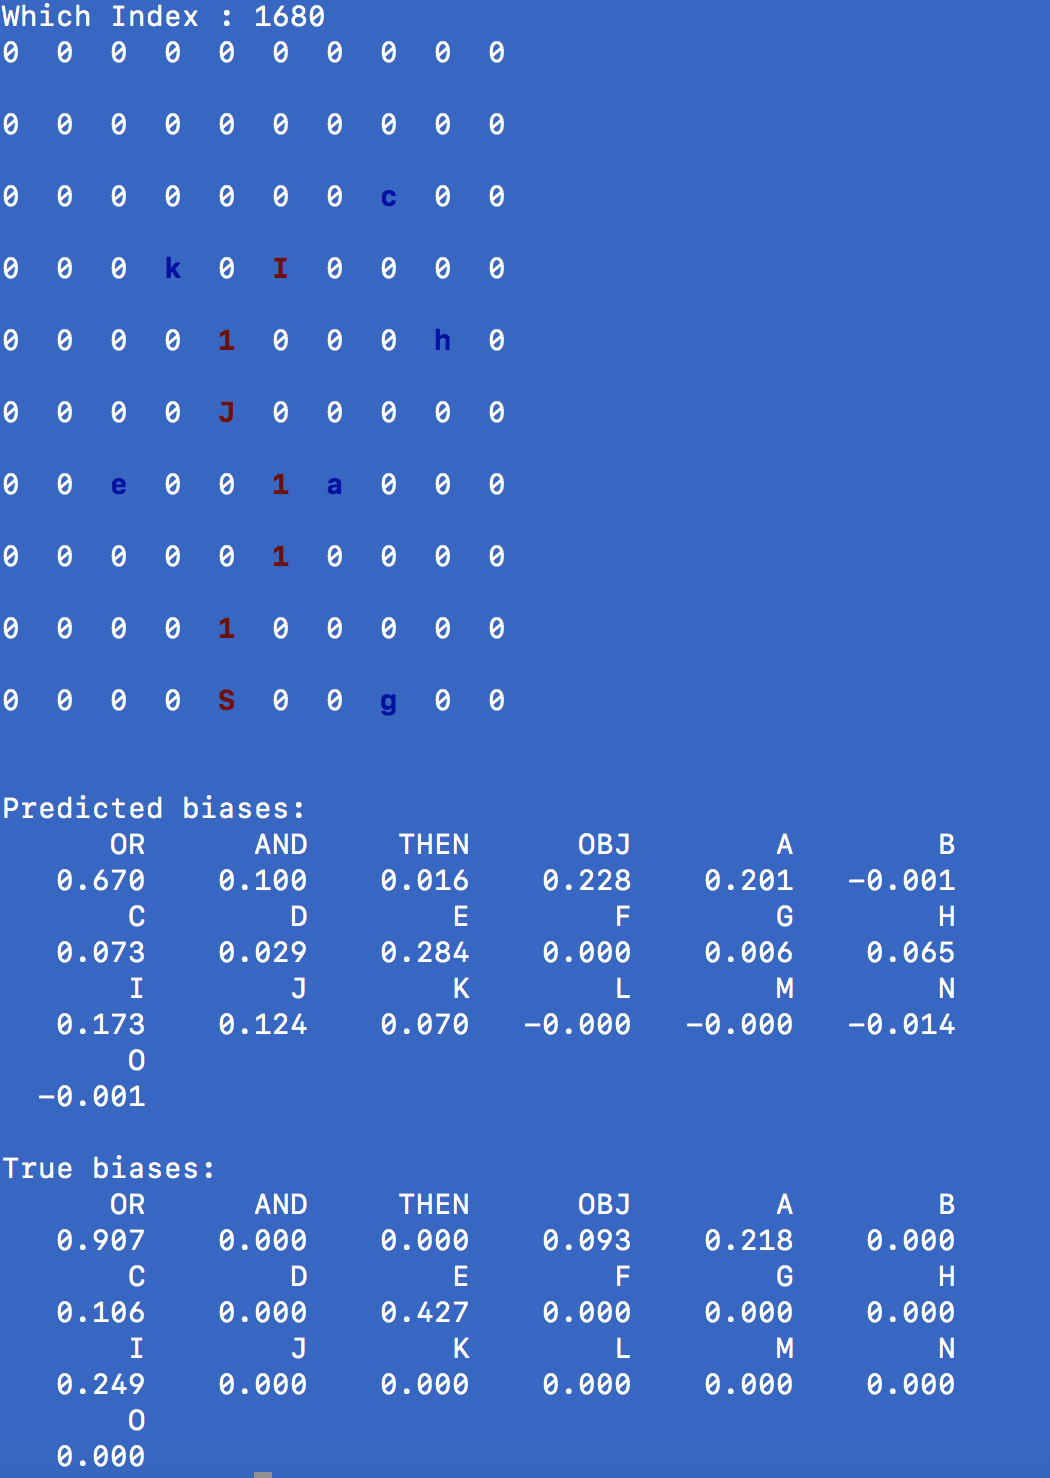 Which Index : 1680
0 0 0 0 0 0 0 0 0 0
0 0 0 0 0 0 0 0 0 0
0 0 0 0 0 0 0 c 0 0
0 0 0 k 0 I 0 0 0 0
0 0 0 0 1 0 0 0 h 0
0 0 0 0 J 0 0 0 0 0
0 0 e 0 0 1 a 0 0 0
0 0 0 0 0 1 0 0 0 0
0 0 0 0 1 0 0 0 0 0
0 0 0 0 S 0 0 g 0 0
Predicted biases:
OR AND THEN OBJ A B
0.670 0.100 0.016 0.228 0.201 -0.001
C D E F G H
0.073 0.029 0.284 0.000 0.006 0.065
I J K L M N
0.173 0.124 0.070 -0.000 -0.000 -0.014
O
-0.001
True biases:
OR AND THEN OBJ A B
0.907 0.000 0.000 0.093 0.218 0.000
C D E F G H
0.106 0.000 0.427 0.000 0.000 0.000
I J K L M N
0.249 0.000 0.000 0.000 0.000 0.000
O
0.000